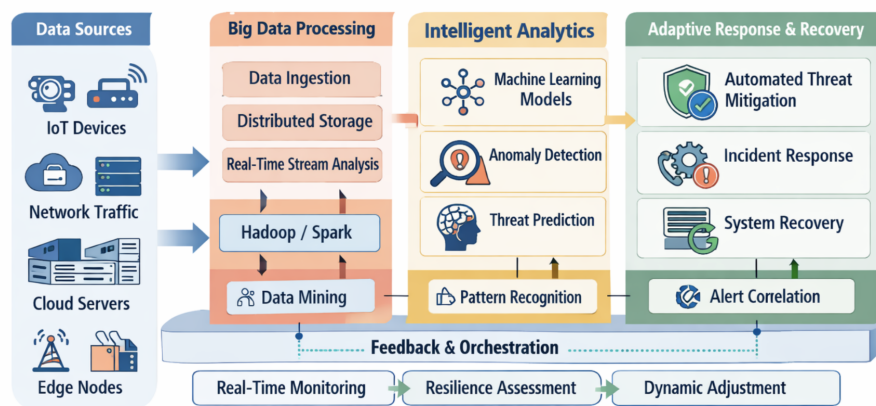 Data Sources
IoT Devices
Network Traffic
Cloud Servers
Edge Nodes
Big Data Processing
Data Ingestion
Distributed Storage
Real-Time Stream Analysis
Hadoop / Spark
Data Mining
Intelligent Analytics
Machine Learning
Models
Anomaly Detection
Threat Prediction
Pattern Recognition
Adaptive Response & Recovery
Automated Threat
Mitigation
Incident Response
System Recovery
Alert Correlation
Feedback & Orchestration
Real-Time Monitoring
Resilience Assessment
Dynamic Adjustment